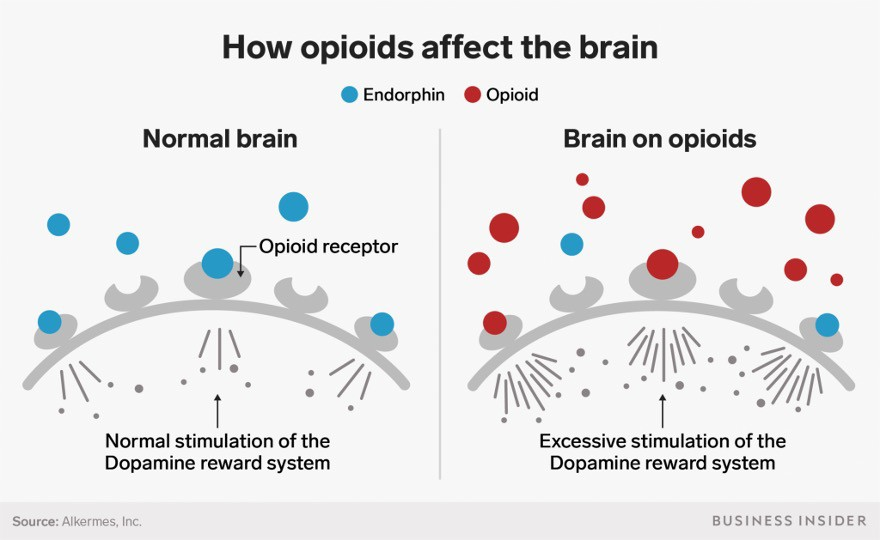 How opioids affect the brain
Endorphin
Opioid
Normal brain
Opioid receptor
Normal stimulation of the
Dopamine reward system
Brain on opioids
Excessive stimulation of the
Dopamine reward system
Source: Alkermes, Inc.
BUSINESS INSIDER